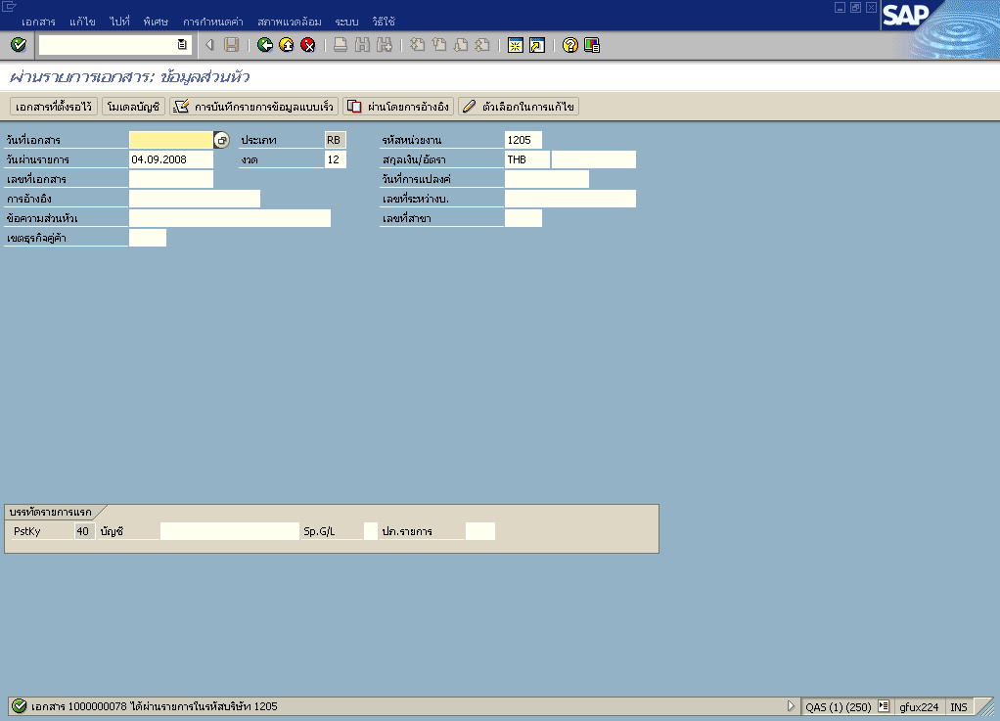 เอกสาร แก้ไข ไปที่ พิเศษ การกำหนดค่า สภาพแวดล้อม ระบบ วิธีใช้
SAP
ผ่านรายการเอกสาร: ข้อมูลส่วนหัว
เอกสารที่ตั้งรอไว้ โมเดลบัญชี การบันทึกรายการข้อมูลแบบเร็ว ผ่านโดยการอ้างอิง ตัวเลือกในการแก้ไข
วันที่เอกสาร ประเภท RB รหัสหน่วยงาน 1205
วันผ่านรายการ 04.09.2008 งวด 12 สกุลเงิน/อัตรา THB
เลขที่เอกสาร วันที่การแปลงค่
การอ้างอิง เลขที่ระหว่างบ.
ข้อความส่วนหัวเ เลขที่สาขา
เขตธุรกิจคู่ค้า
บรรทัดรายการแรก
PstKy 40 บัญชี Sp.G/L ปภ.รายการ
เอกสาร 1000000078 ได้ผ่านรายการในรหัสบริษัท 1205 QAS (1) (250) gfux224 INS